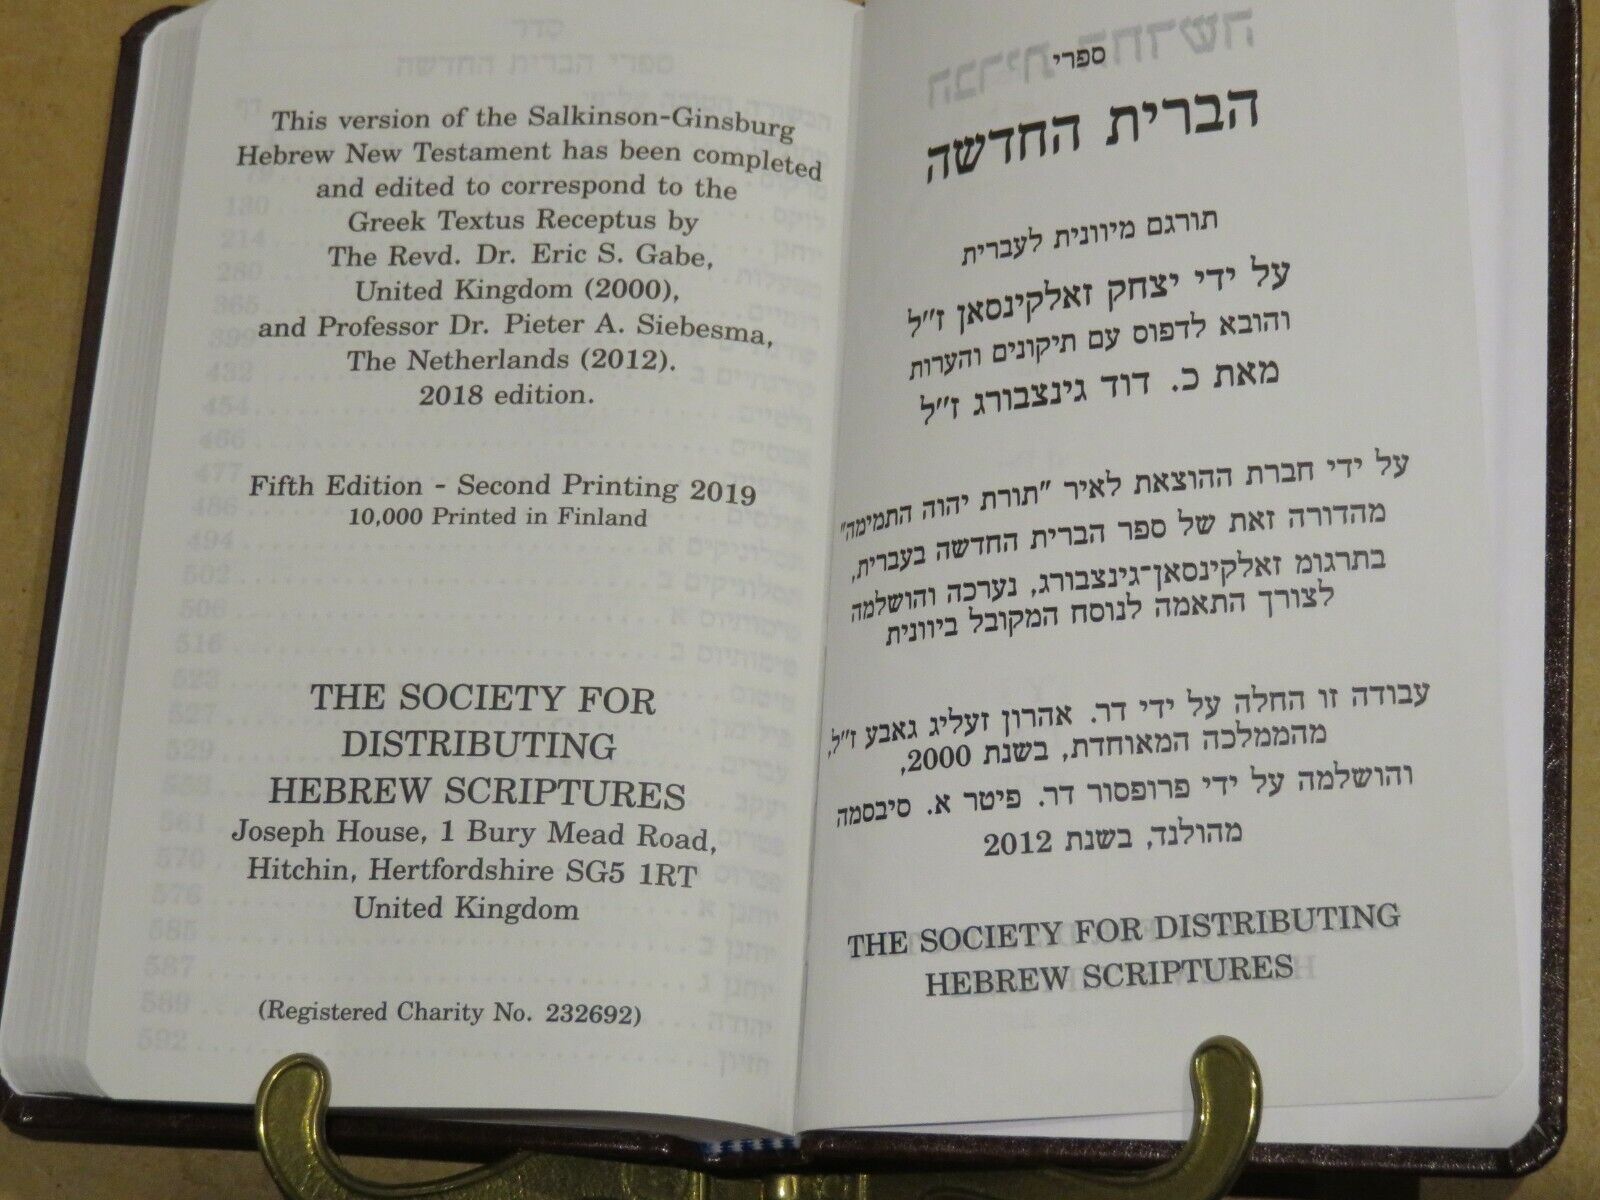 This version of the Salkinson-Ginsburg
Hebrew New Testament has been completed
and edited to correspond to the
Greek Textus Receptus by
The Revd. Dr. Eric S. Gabe,
United Kingdom (2000),
and Professor Dr. Pieter A. Siebesma,
The Netherlands (2012).
2018 edition.
Fifth Edition - Second Printing 2019
10,000 Printed in Finland
THE SOCIETY FOR
DISTRIBUTING
HEBREW SCRIPTURES
Joseph House, 1 Bury Mead Road,
Hitchin, Hertfordshire SG5 1RT
United Kingdom
(Registered Charity No. 232692)
ספרי
הברית החדשה
תורגם מיוונית לעברית
על ידי יצחק זאלקינסאן ז"ל
והובא לדפוס עם תיקונים והערות
מאת כ. דוד גינצבורג ז"ל
על ידי חברת ההוצאת לאיר "תורת יהוה התמימה"
מהדורה זאת של ספר הברית החדשה בעברית,
בתרגומ זאלקינסאן־גינצבורג, נערכה והושלמה
לצורך התאמה לנוסח המקובל ביוונית
עבודה זו החלה על ידי דר. אהרון זעליג גאבע ז"ל,
מהממלכה המאוחדת, בשנת 2000,
והושלמה על ידי פרופסור דר. פיטר א. סיבסמה
מהולנד, בשנת 2012
THE SOCIETY FOR DISTRIBUTING
HEBREW SCRIPTURES